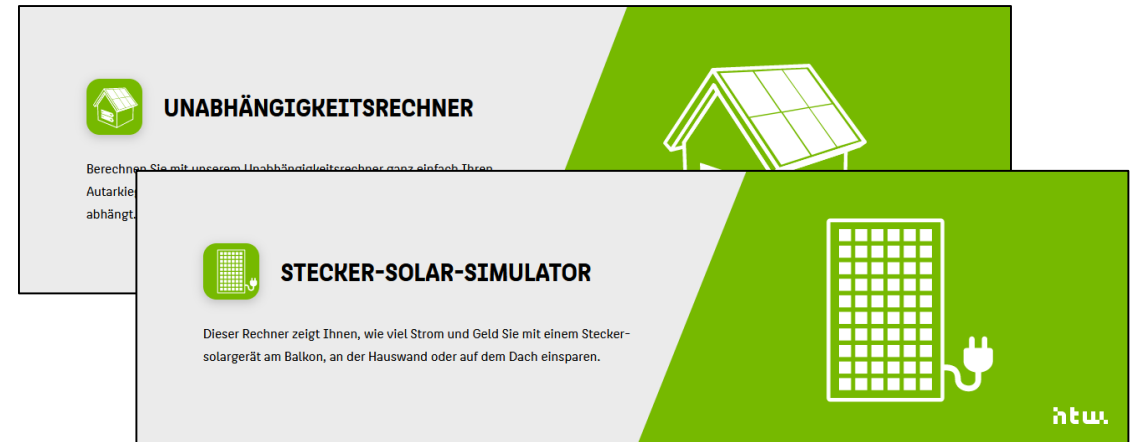 UNABHÄNGIGKEITSRECHNER
Berechnen Sie mit unserem Unabhängigkeitsrechner ganz einfach Ihren
abhängt.
STECKER-SOLAR-SIMULATOR
Dieser Rechner zeigt Ihnen, wie viel Strom und Geld Sie mit einem Stecker-
solargerät am Balkon, an der Hauswand oder auf dem Dach einsparen.
htw.